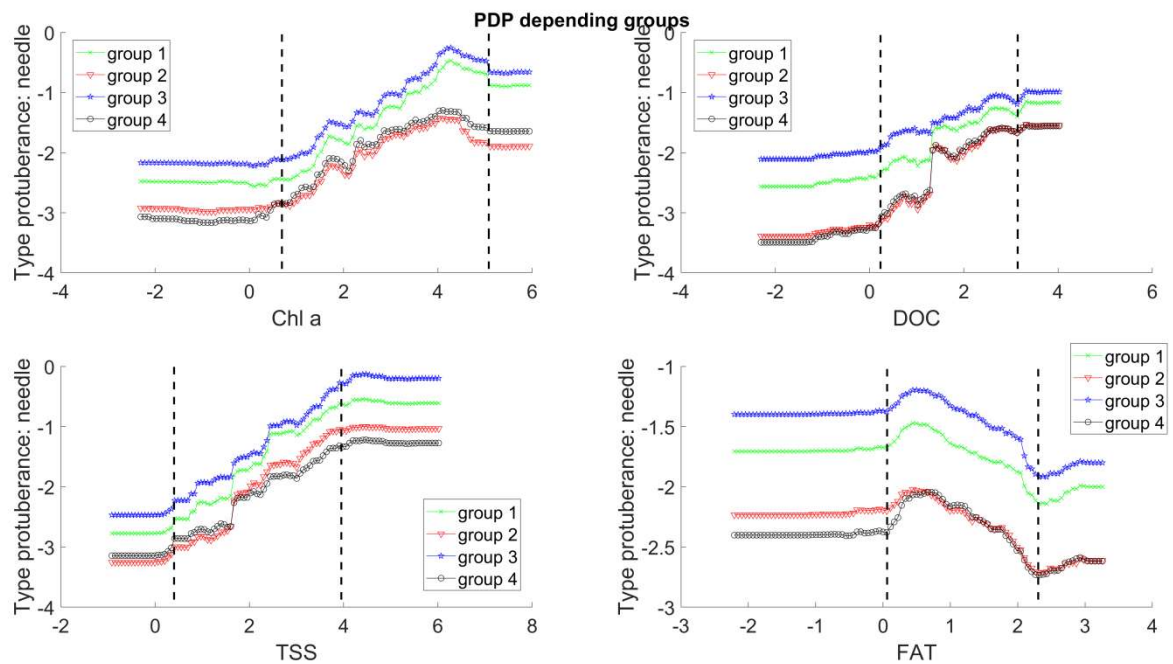 PDP depending groups
Type protuberance: needle
0
-1
-2
-3
-4
group 1
group 2
group 3
group 4
-4
-2
0
2
4
6
Chl a
Type protuberance: needle
0
-1
-2
-3
-4
group 1
group 2
group 3
group 4
-4
-2
0
2
4
6
DOC
Type protuberance: needle
0
-1
-2
-3
-4
group 1
group 2
group 3
group 4
-2
0
2
4
6
8
TSS
Type protuberance: needle
-1
-1.5
-2
-2.5
-3
group 1
group 2
group 3
group 4
-3
-2
-1
0
1
2
3
4
FAT